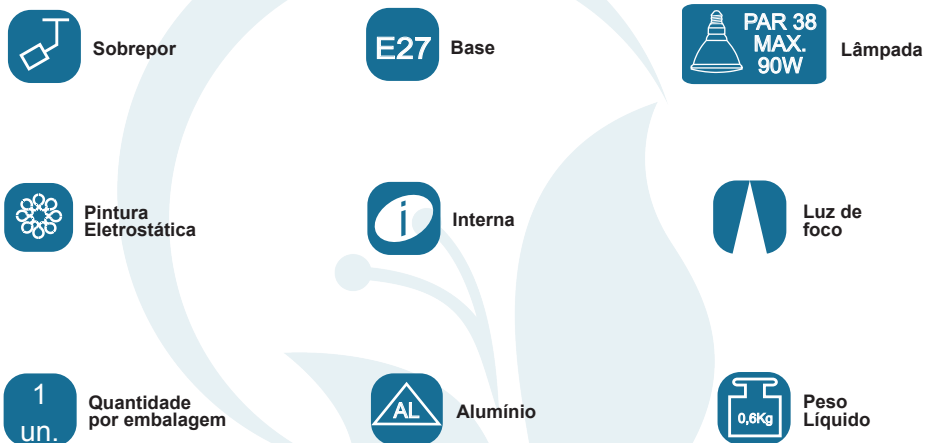 Sobrepor
E27
Base
PAR 38
MAX.
90W
Lâmpada
Pintura
Eletrostática
i
Interna
Luz de
foco
1
un.
Quantidade
por embalagem
AL
Alumínio
0,6Kg
Peso
Líquido